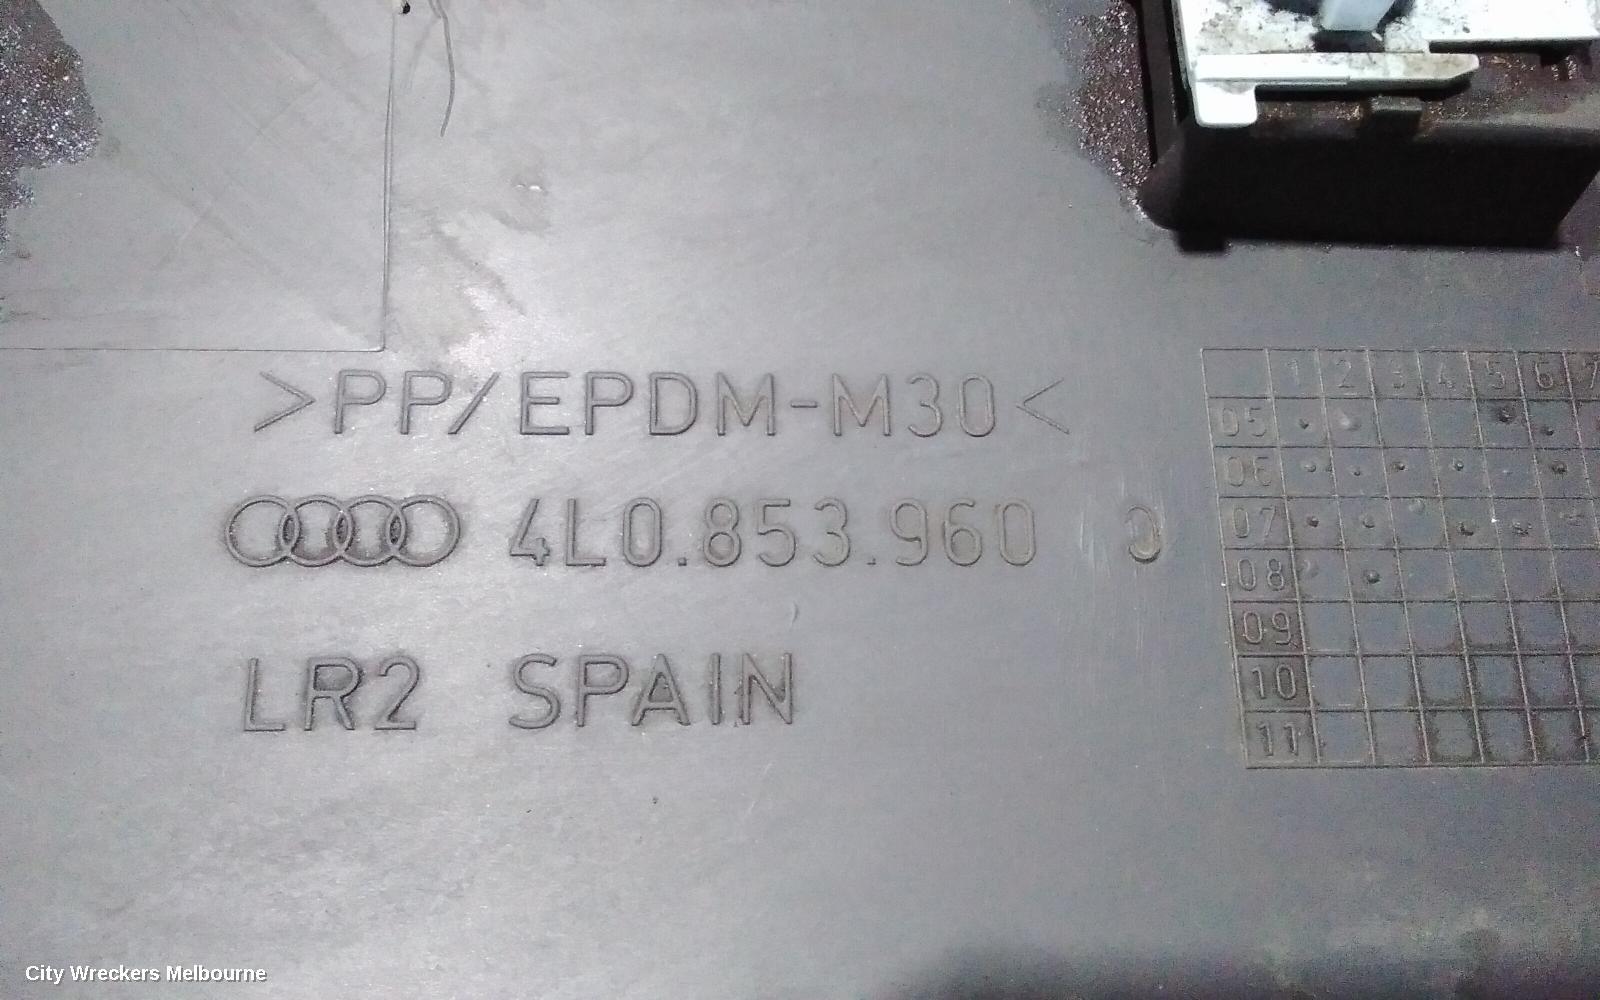 >PP/EPDM-M30<
4L0.853.960
LR2 SPAIN
1 2 3 4 5 6 7
05
06
07
08
09
10
11
City Wreckers Melbourne